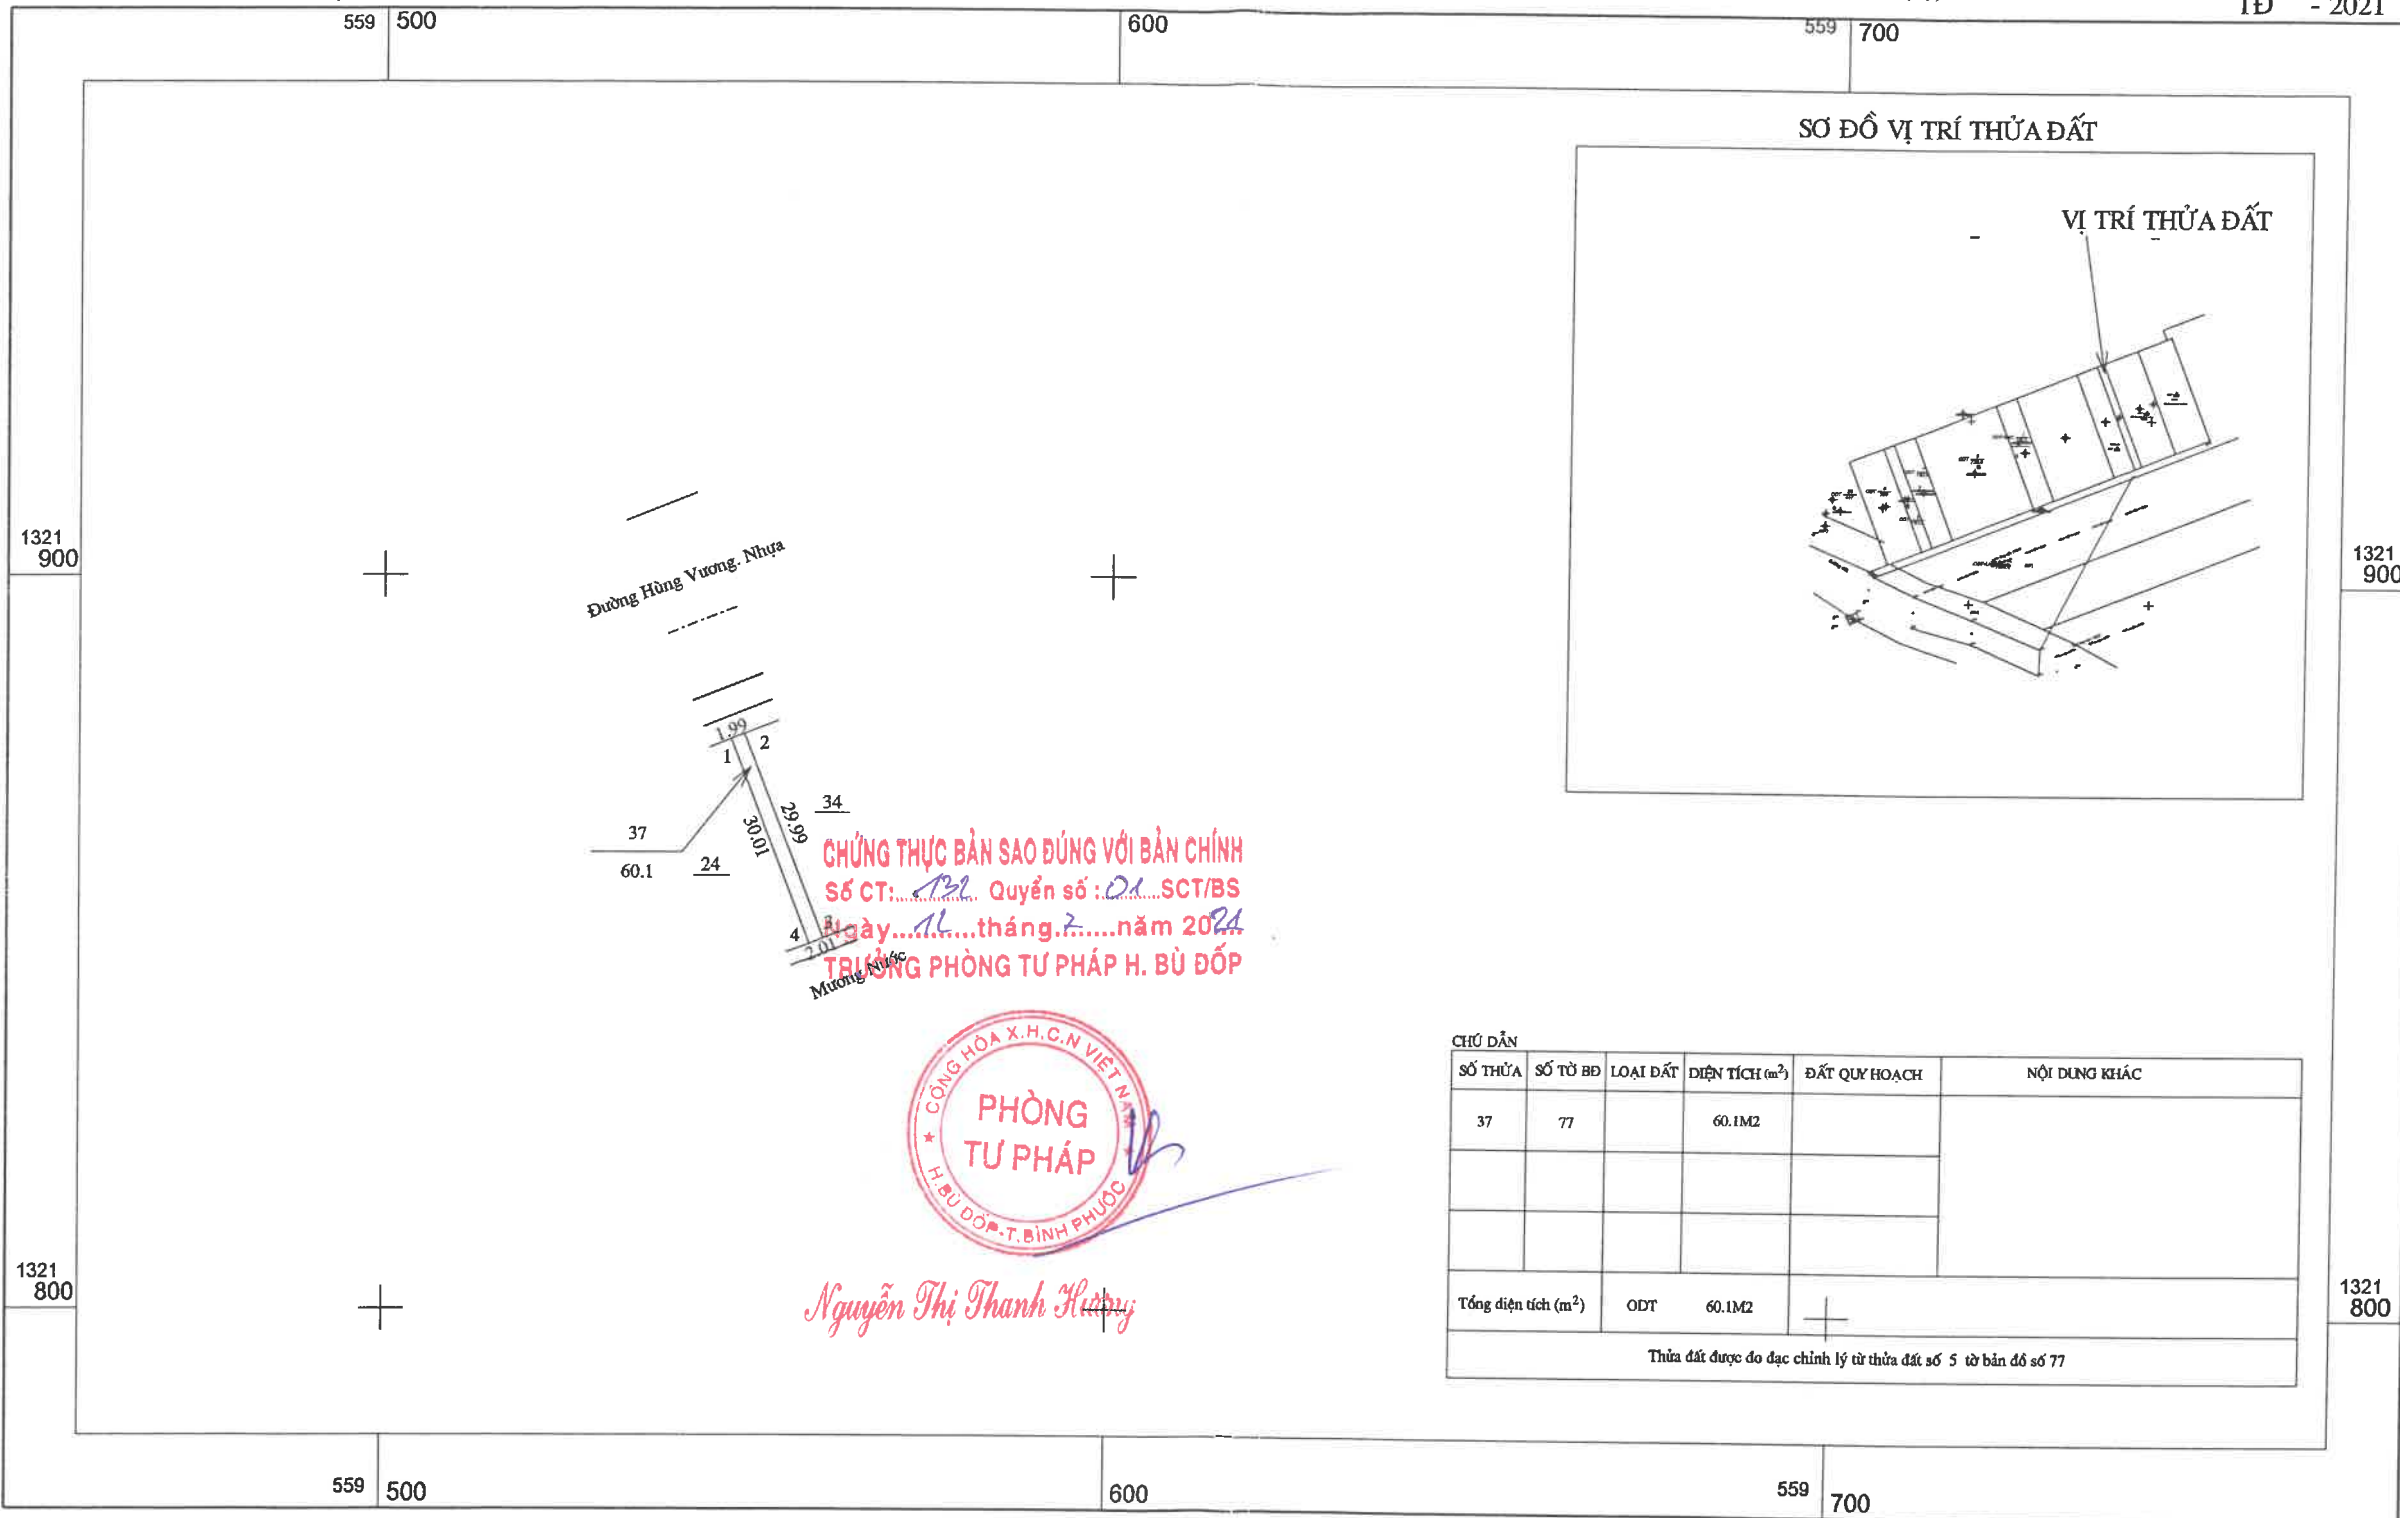 TĐ - 2021
559 500
600
559 700
SƠ ĐỒ VỊ TRÍ THỬA ĐẤT
VỊ TRÍ THỬA ĐẤT
1321
900
1321
900
Đường Hùng Vương. Nhựa
1.99
1
2
29.99
34
30.01
37
60.1
24
4
3
2.01
Mương Nước
CHỨNG THỰC BẢN SAO ĐÚNG VỚI BẢN CHÍNH
Số CT: 132 Quyển số : 01 SCT/BS
Ngày 12 tháng 7 năm 2021
TRƯỞNG PHÒNG TƯ PHÁP H. BÙ ĐỐP
CỘNG HÒA X.H.C.N VIỆT NAM
PHÒNG
TƯ PHÁP
H.BÙ ĐỐP-T.BÌNH PHƯỚC
Nguyễn Thị Thanh Hương
CHỨ DẪN
SỐ THỬA SỐ TỜ BĐ LOẠI ĐẤT DIỆN TÍCH (m²) ĐẤT QUY HOẠCH NỘI DUNG KHÁC
37 77 60.1M2
Tổng diện tích (m²) ODT 60.1M2
Thửa đất được đo đạc chỉnh lý từ thửa đất số 5 tờ bản đồ số 77
1321
800
1321
800
559 500
600
559 700